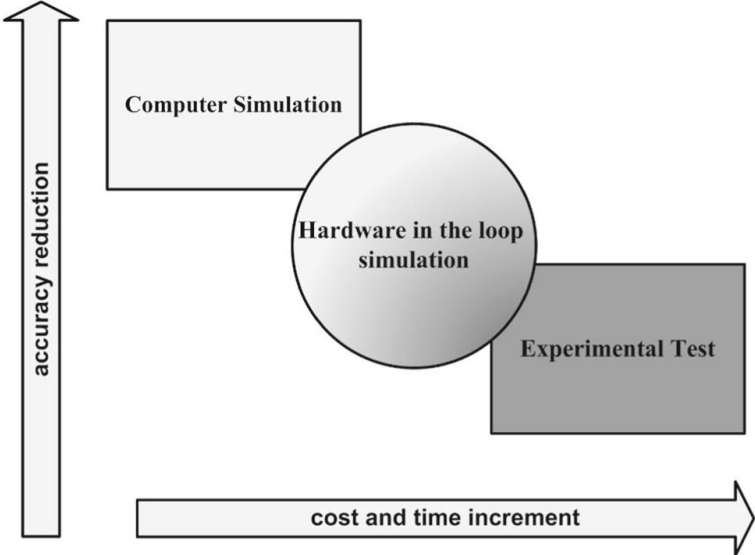 Computer Simulation
Hardware in the loop
simulation
Experimental Test
accuracy reduction
cost and time increment